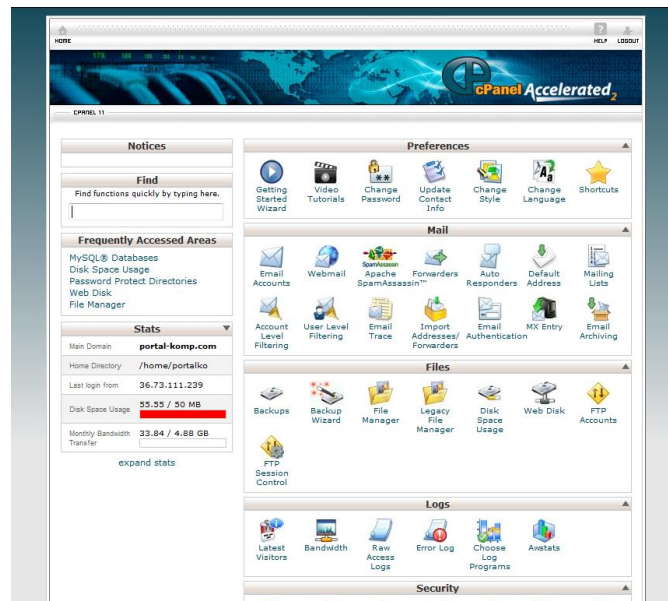 HOME
HELP LOGOUT
cPanel Accelerated2
CPANEL 11
Notices
Find
Find functions quickly by typing here.
Frequently Accessed Areas
MySQL® Databases
Disk Space Usage
Password Protect Directories
Web Disk
File Manager
Stats
Main Domain portal-komp.com
Home Directory /home/portalko
Last login from 36.73.111.239
Disk Space Usage 55.55 / 50 MB
Monthly Bandwidth Transfer 33.84 / 4.88 GB
expand stats
Preferences
Getting Started Wizard
Video Tutorials
Change Password
Update Contact Info
Change Style
Change Language
Shortcuts
Mail
Email Accounts
Webmail
SpamAssassin
Apache SpamAssassin™
Forwarders
Auto Responders
Default Address
Mailing Lists
Account Level Filtering
User Level Filtering
Email Trace
Import Addresses/ Forwarders
Email Authentication
MX Entry
Email Archiving
Files
Backups
Backup Wizard
File Manager
Legacy File Manager
Disk Space Usage
Web Disk
FTP Accounts
FTP Session Control
Logs
Latest Visitors
Bandwidth
Raw Access Logs
Error Log
Choose Log Programs
Awstats
Security